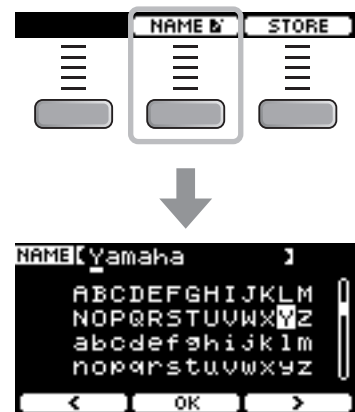 NAME STORE
NAME [Yamaha ]
ABCDEFGHIJKLM
NOPQRSTUVWXYZ
abcdefghijklm
nopqrstuvwxyz
< OK >